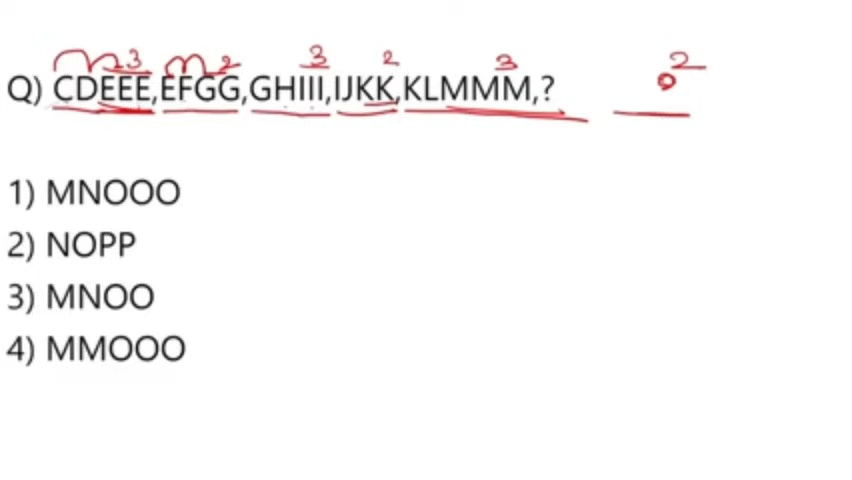 3 2 3 2 3 2
Q) CDEEE,EFGG,GHIII,IJKK,KLMMM,? o
1) MNOOO
2) NOPP
3) MNOO
4) MMOOO